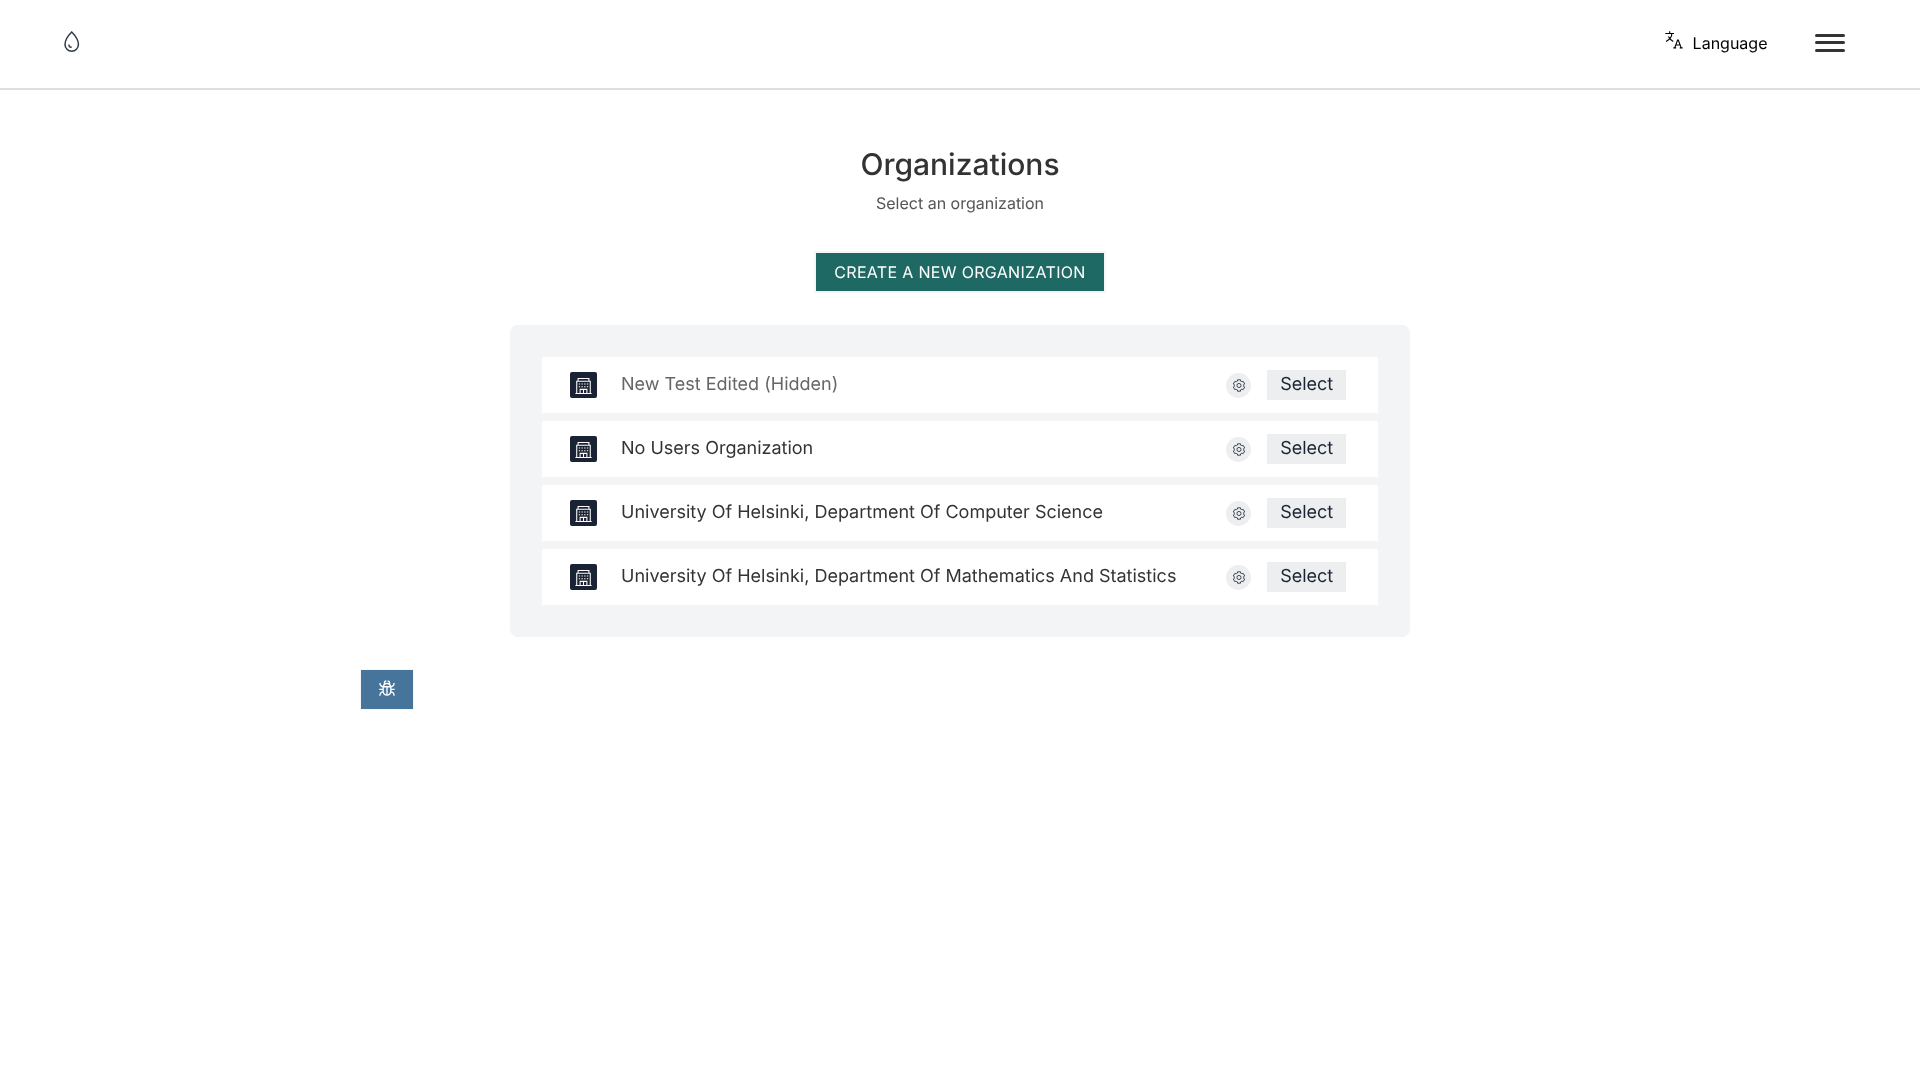 Language
Organizations
Select an organization
CREATE A NEW ORGANIZATION
New Test Edited (Hidden)
Select
No Users Organization
Select
University Of Helsinki, Department Of Computer Science
Select
University Of Helsinki, Department Of Mathematics And Statistics
Select